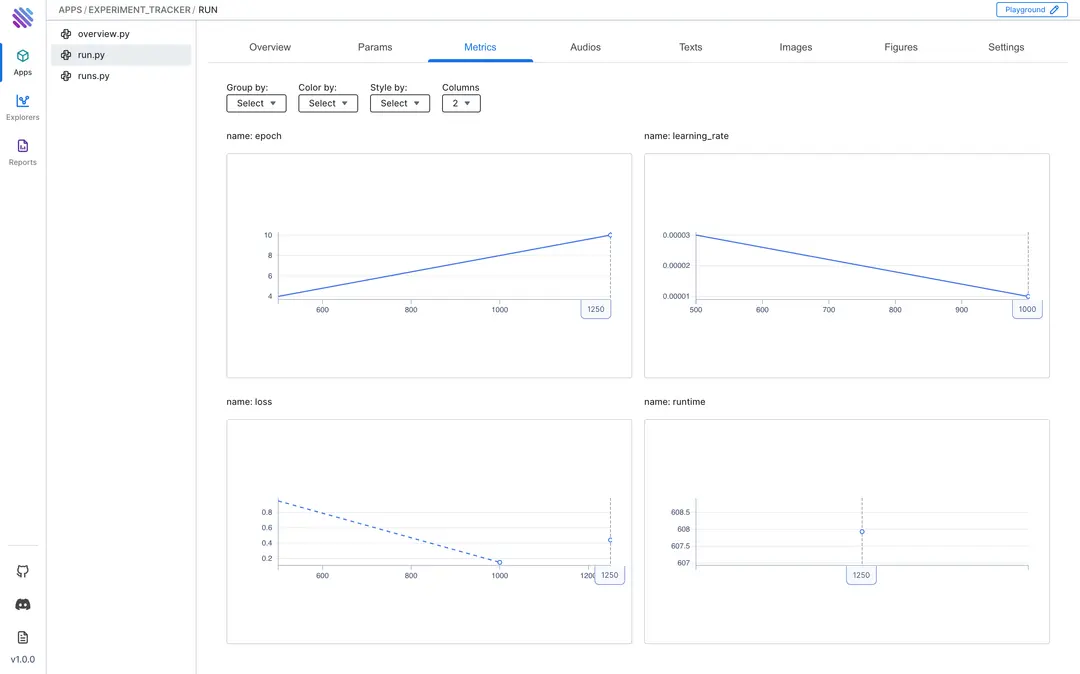 APPS / EXPERIMENT_TRACKER / RUN
Playground
overview.py
run.py
runs.py
Apps
Explorers
Reports
v1.0.0
Overview Params Metrics Audios Texts Images Figures Settings
Group by: Color by: Style by: Columns
Select Select Select 2
name: epoch
10
8
6
4
600 800 1000 1250
name: learning_rate
0.00003
0.00002
0.00001
500 600 700 800 900 1000
name: loss
0.8
0.6
0.4
0.2
600 800 1000 1200 1250
name: runtime
608.5
608
607.5
607
1250